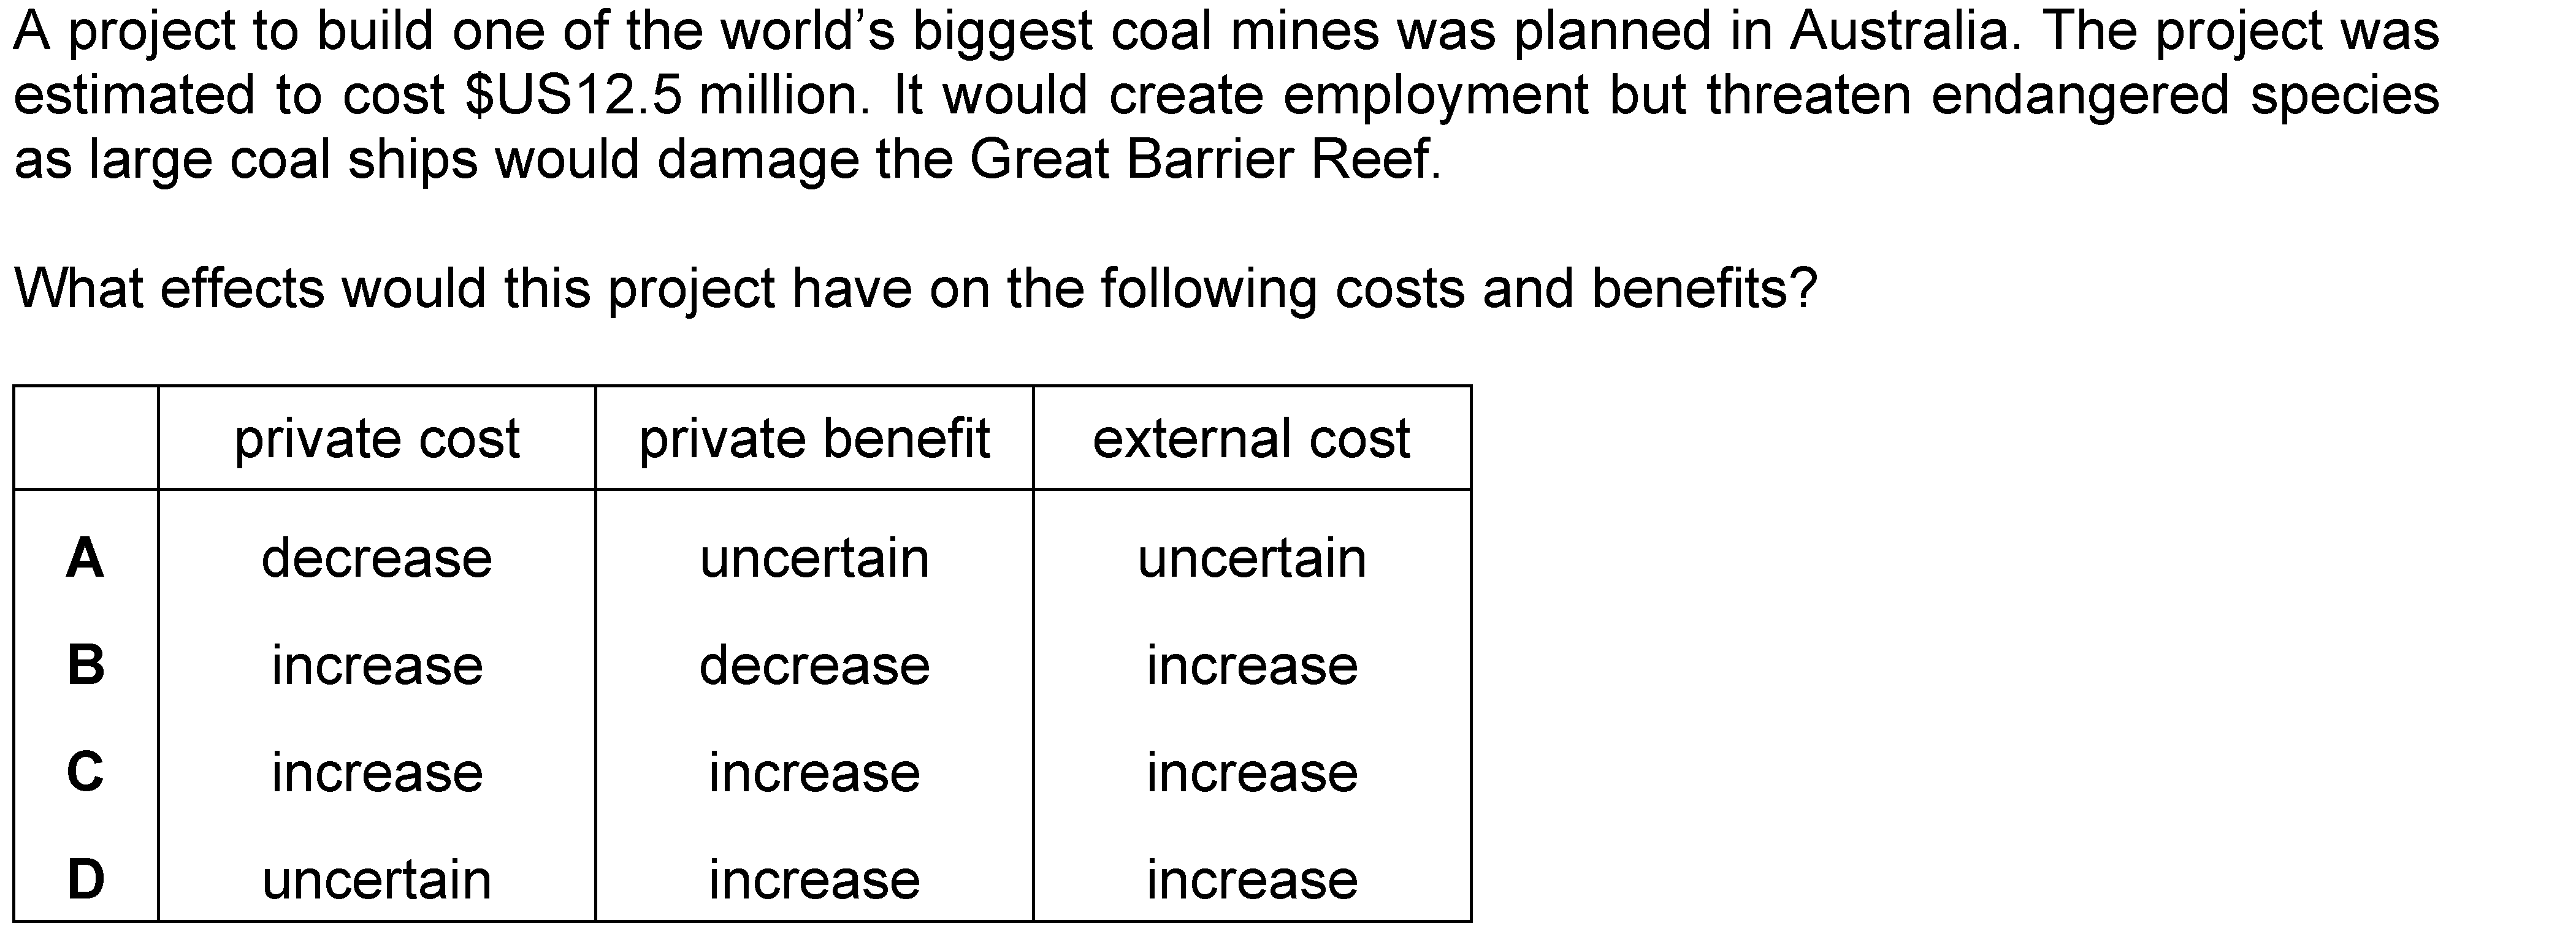 A project to build one of the world’s biggest coal mines was planned in Australia. The project was
estimated to cost $US12.5 million. It would create employment but threaten endangered species
as large coal ships would damage the Great Barrier Reef.
What effects would this project have on the following costs and benefits?
private cost private benefit external cost
A decrease uncertain uncertain
B increase decrease increase
C increase increase increase
D uncertain increase increase